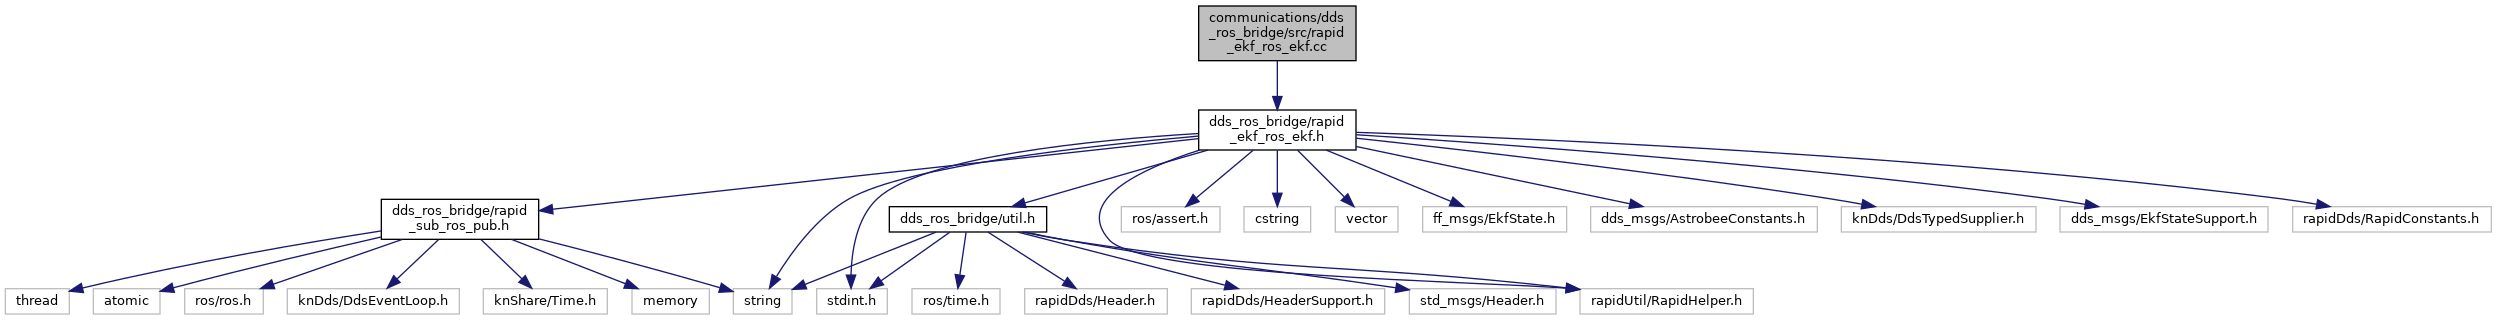 communications/dds
_ros_bridge/src/rapid
_ekf_ros_ekf.cc
dds_ros_bridge/rapid
_ekf_ros_ekf.h
dds_ros_bridge/rapid
_sub_ros_pub.h
dds_ros_bridge/util.h
ros/assert.h
cstring
vector
ff_msgs/EkfState.h
dds_msgs/AstrobeeConstants.h
knDds/DdsTypedSupplier.h
dds_msgs/EkfStateSupport.h
rapidDds/RapidConstants.h
thread
atomic
ros/ros.h
knDds/DdsEventLoop.h
knShare/Time.h
memory
string
stdint.h
ros/time.h
rapidDds/Header.h
rapidDds/HeaderSupport.h
std_msgs/Header.h
rapidUtil/RapidHelper.h